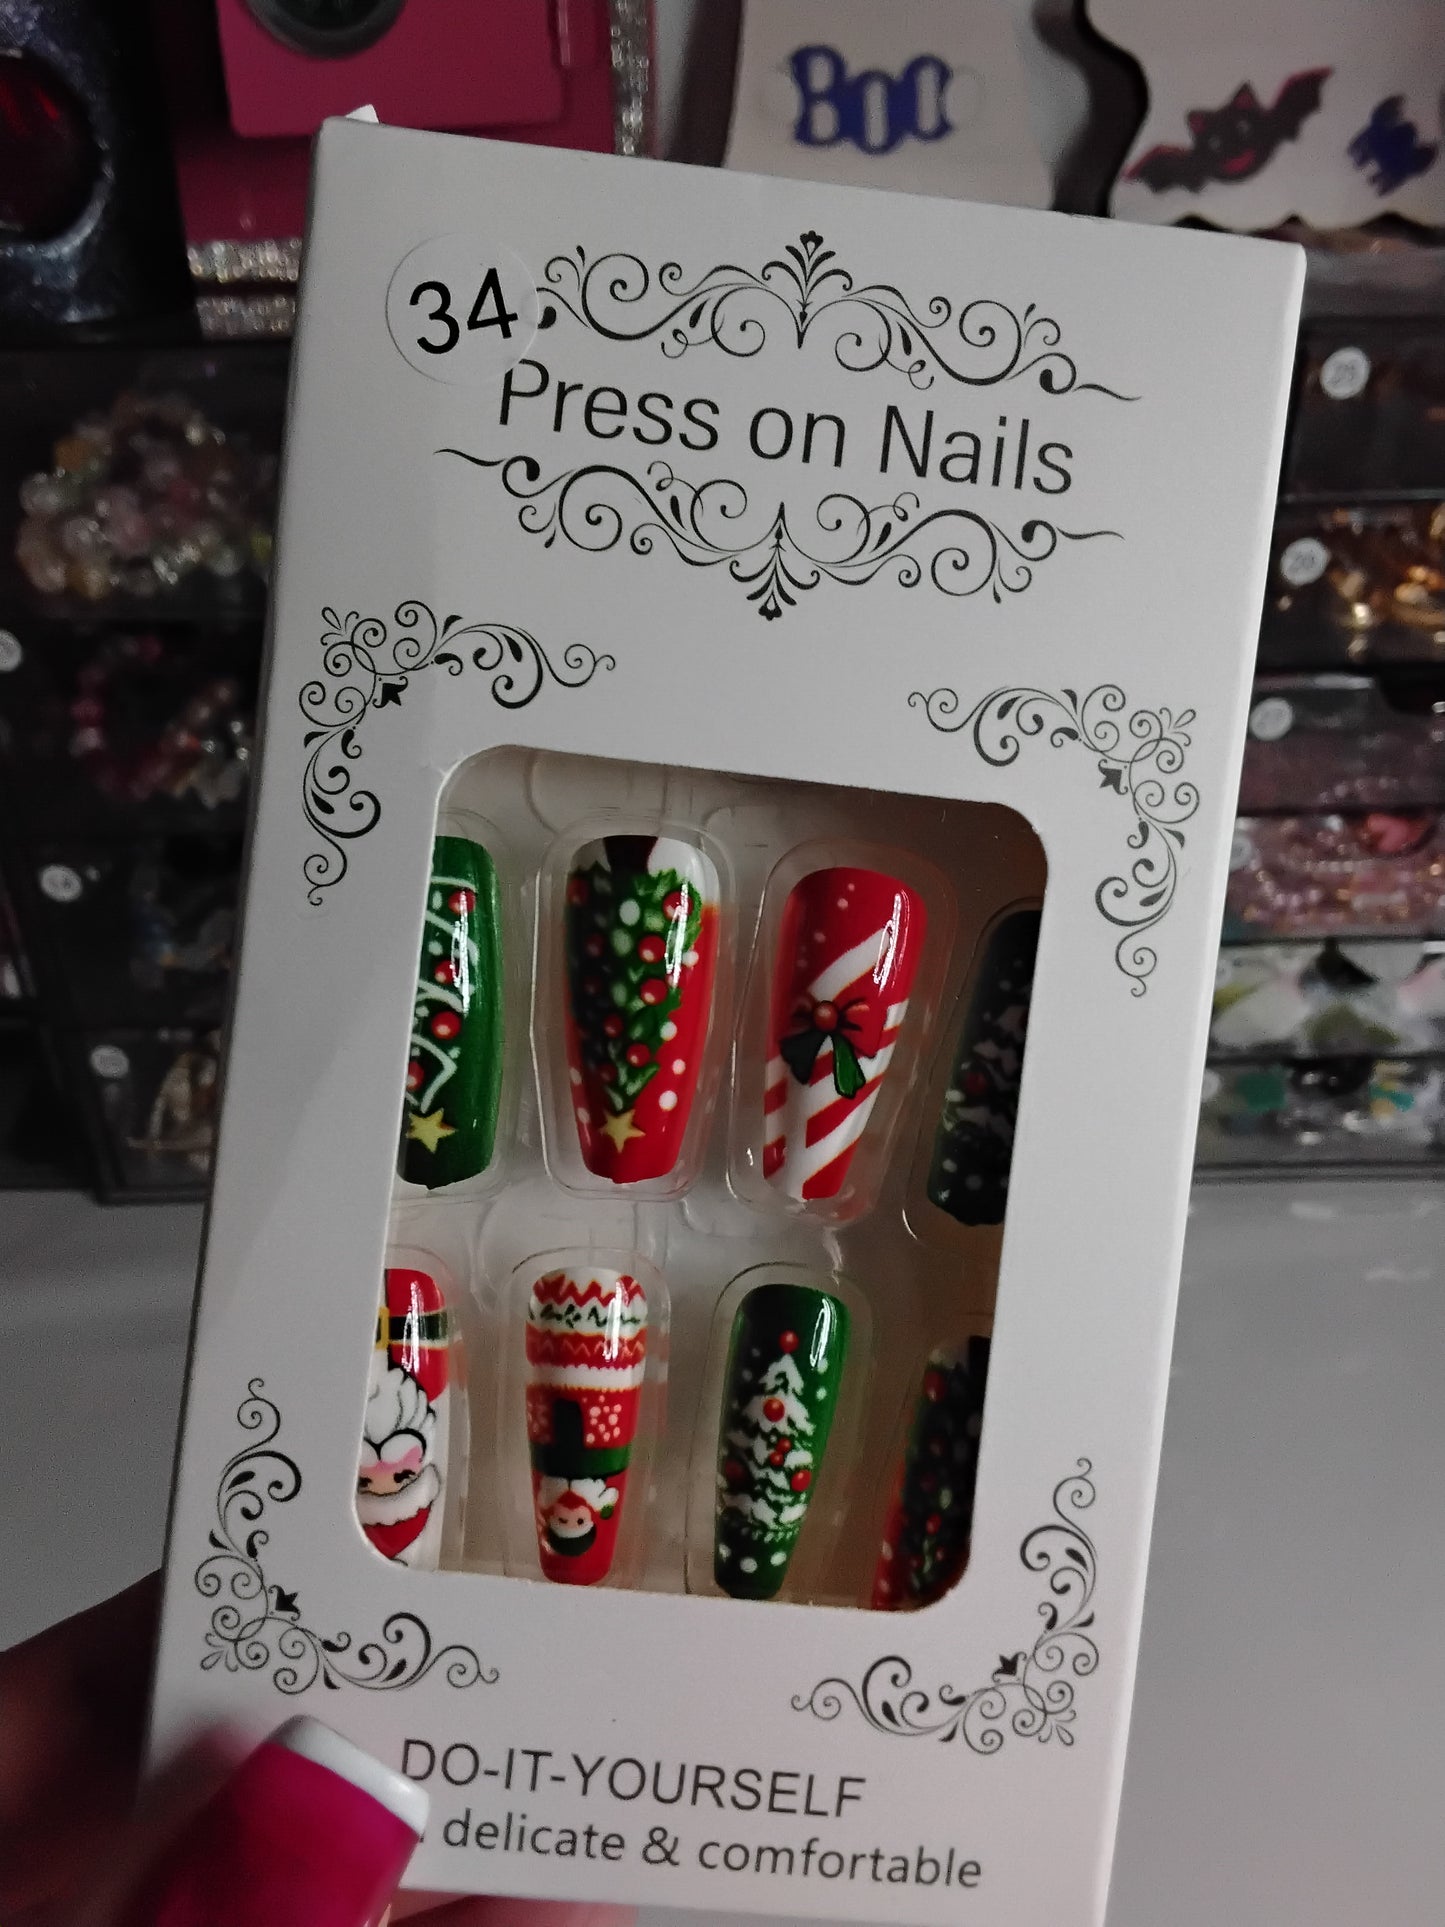 BOO
34
Press on Nails
DO-IT-YOURSELF
delicate & comfortable